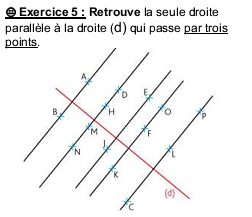 😐 Exercice 5 : Retrouve la seule droite
parallèle à la droite (d) qui passe par trois
points.
A
D
E
B
H
O
P
M
F
N
J
L
K
C
(d)